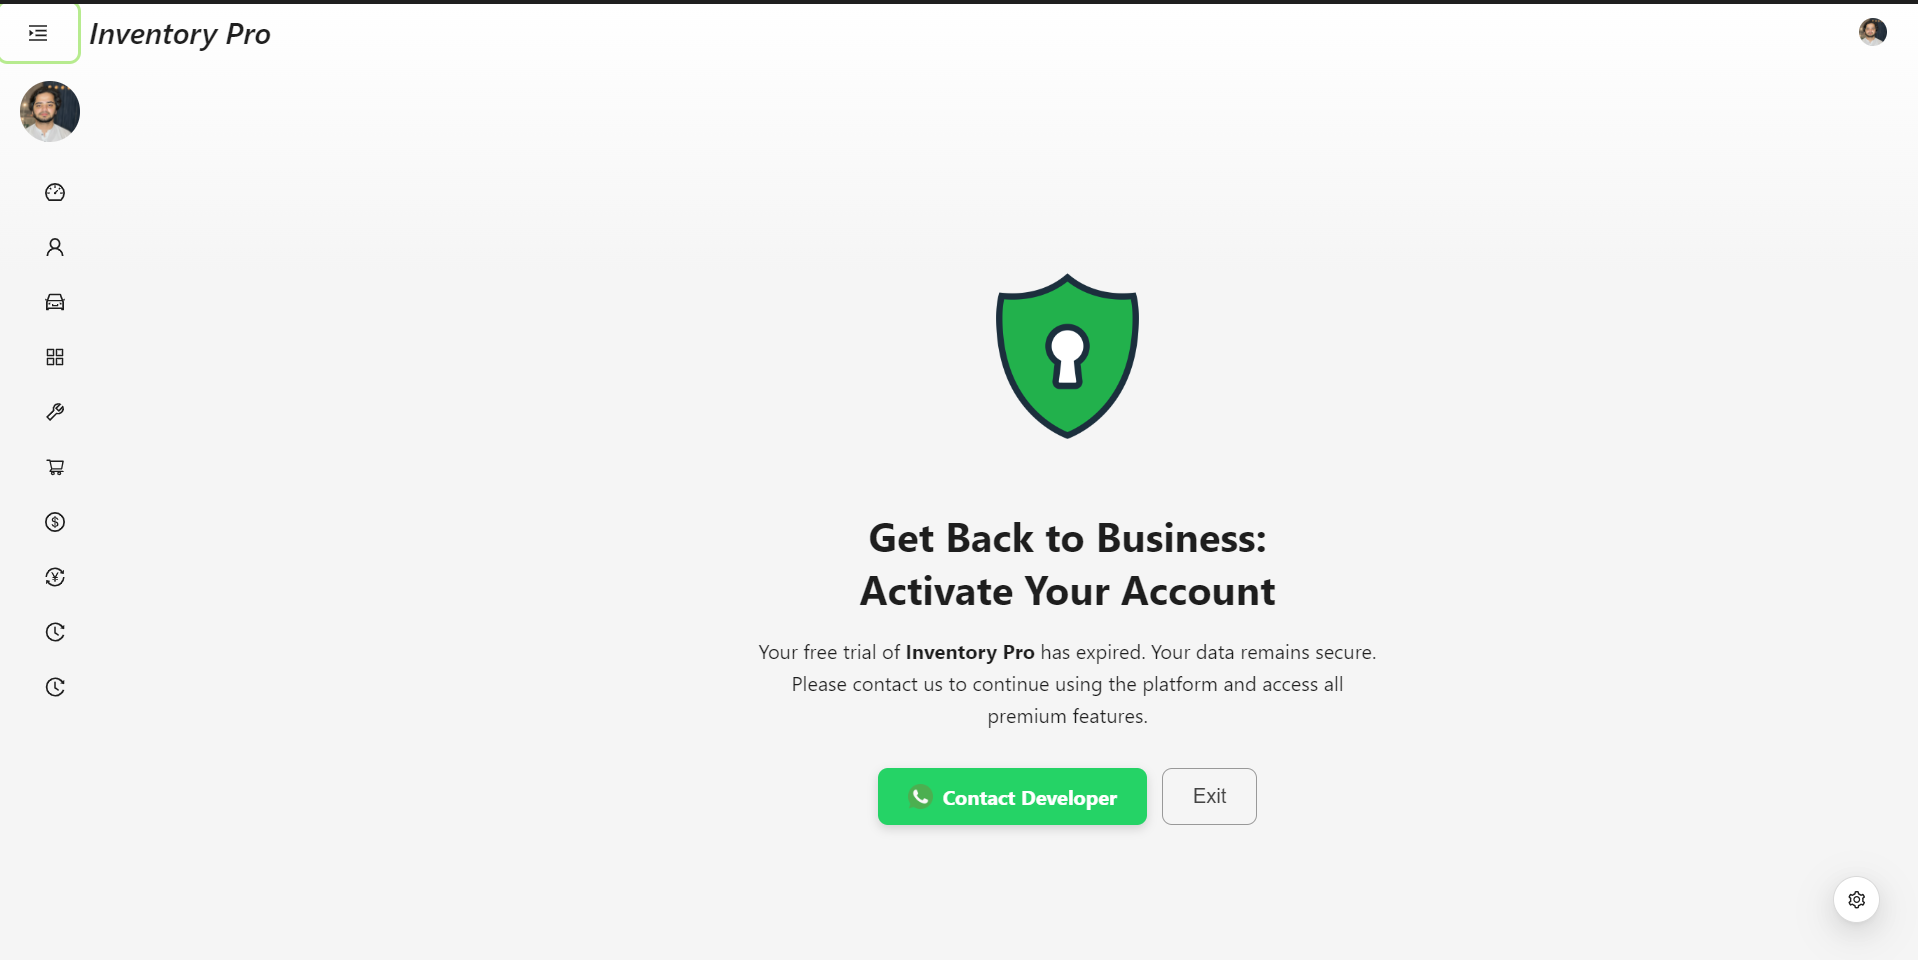 Inventory Pro
Get Back to Business:
Activate Your Account
Your free trial of Inventory Pro has expired. Your data remains secure.
Please contact us to continue using the platform and access all
premium features.
Contact Developer
Exit